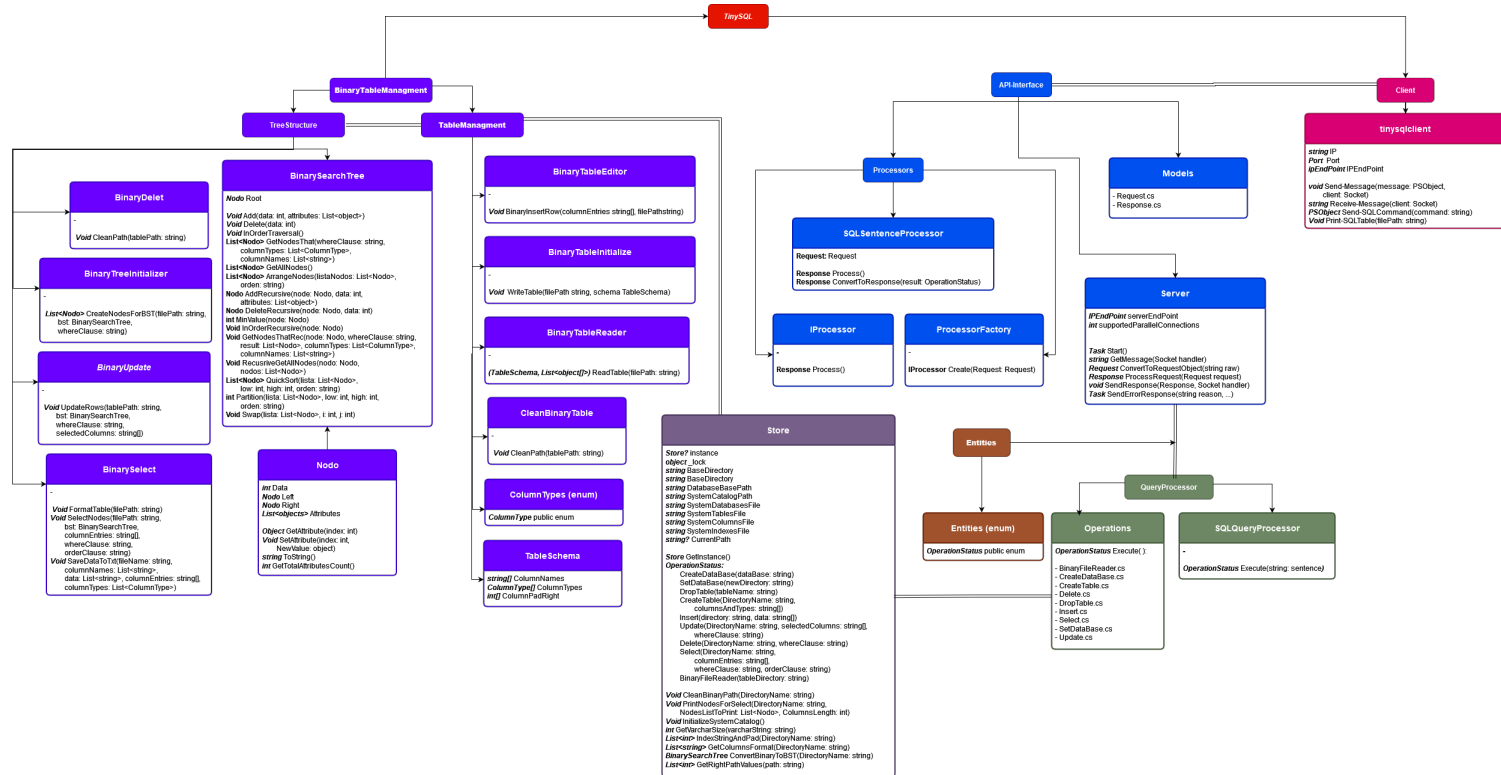 TinySQL
BinaryTableManagment
TreeStructure
TableManagment
API-Interface
Client
tinysqlclient
string IP
Port Port
ipEndPoint IPEndPoint
void Send-Message(message: PSObject,
client: Socket)
string Receive-Message(client: Socket)
PSObject Send-SQLCommand(command: string)
Void Print-SQLTable(filePath: string)
BinaryDelet
-
Void CleanPath(tablePath: string)
BinaryTreeInitializer
-
List<Nodo> CreateNodesForBST(filePath: string,
bst: BinarySearchTree,
whereClause: string)
BinaryUpdate
-
Void UpdateRows(tablePath: string,
bst: BinarySearchTree,
whereClause: string,
selectedColumns: string[])
BinarySelect
-
Void FormatTable(filePath: string)
Void SelectNodes(filePath: string,
bst: BinarySearchTree,
columnEntries: string[],
whereClause: string,
orderClause: string)
Void SaveDataToTxt(fileName: string,
columnNames: List<string>,
data: List<string>, columnEntries: string[],
columnTypes: List<ColumnType>)
BinarySearchTree
Nodo Root
Void Add(data: int, attributes: List<object>)
Void Delete(data: int)
Void InOrderTraversal()
List<Nodo> GetNodesThat(whereClause: string,
columnTypes: List<ColumnType>,
columnNames: List<string>)
List<Nodo> GetAllNodes()
List<Nodo> ArrangeNodes(listaNodos: List<Nodo>,
orden: string)
Nodo AddRecursive(node: Nodo, data: int,
attributes: List<object>)
Nodo DeleteRecursive(node: Nodo, data: int)
int MinValue(node: Nodo)
Void InOrderRecursive(node: Nodo)
Void GetNodesThatRec(node: Nodo, whereClause: string,
result: List<Nodo>, columnTypes: List<ColumnType>,
columnNames: List<string>)
Void RecusriveGetAllNodes(node: Nodo,
nodos: List<Nodo>)
List<Nodo> QuickSort(lista: List<Nodo>,
low: int, high: int, orden: string)
int Partition(lista: List<Nodo>, low: int, high: int,
orden: string)
Void Swap(lista: List<Nodo>, i: int, j: int)
Nodo
int Data
Nodo Left
Nodo Right
List<objects> Attributes
Object GetAttribute(index: int)
Void SetAttribute(index: int,
NewValue: object)
string ToString()
int GetTotalAttributesCount()
BinaryTableEditor
-
Void BinaryInsertRow(columnEntries string[], filePathstring)
BinaryTableInitialize
-
Void WriteTable(filePath string, schema TableSchema)
BinaryTableReader
-
(TableSchema, List<object[]>) ReadTable(filePath: string)
CleanBinaryTable
-
Void CleanPath(tablePath: string)
ColumnTypes (enum)
ColumnType public enum
TableSchema
string[] ColumnNames
ColumnType[] ColumnTypes
int[] ColumnPadRight
Store
Store? instance
object _lock
string BaseDirectory
string BaseDirectory
string DatabaseBasePath
string SystemCatalogPath
string SystemDatabasesFile
string SystemTablesFile
string SystemColumnsFile
string SystemIndexesFile
string? CurrentPath
Store GetInstance()
OperationStatus:
CreateDataBase(dataBase: string)
SetDataBase(newDirectory: string)
DropTable(tableName: string)
CreateTable(DirectoryName: string,
columnsAndTypes: string[])
Insert(directory: string, data: string[])
Update(DirectoryName: string, selectedColumns: string[],
whereClause: string)
Delete(DirectoryName: string, whereClause: string)
Select(DirectoryName: string,
columnEntries: string[],
whereClause: string, orderClause: string)
BinaryFileReader(tableDirectory: string)
Void CleanBinaryPath(DirectoryName: string)
Void PrintNodesForSelect(DirectoryName: string,
NodesListToPrint: List<Nodo>, ColumnsLength: int)
Void InitializeSystemCatalog()
int GetVarcharSize(varcharString: string)
List<int> IndexStringAndPad(DirectoryName: string)
List<string> GetColumnsFormat(DirectoryName: string)
BinarySearchTree ConvertBinaryToBST(DirectoryName: string)
List<int> GetRightPathValues(path: string)
Processors
SQLSentenceProcessor
Request: Request
Response Process()
Response ConvertToResponse(result: OperationStatus)
IProcessor
-
Response Process()
ProcessorFactory
-
IProcessor Create(Request: Request)
Models
- Request.cs
- Response.cs
Server
IPEndPoint serverEndPoint
int supportedParallelConnections
Task Start()
string GetMessage(Socket handler)
Request ConvertToRequestObject(string raw)
Response ProcessRequest(Request request)
void SendResponse(Response, Socket handler)
Task SendErrorResponse(string reason, ...)
Entities
Entities (enum)
OperationStatus public enum
QueryProcessor
Operations
OperationStatus Execute( ):
- BinaryFileReader.cs
- CreateDataBase.cs
- CreateTable.cs
- Delete.cs
- DropTable.cs
- Insert.cs
- Select.cs
- SetDataBase.cs
- Update.cs
SQLQueryProcessor
-
OperationStatus Execute(string: sentence)